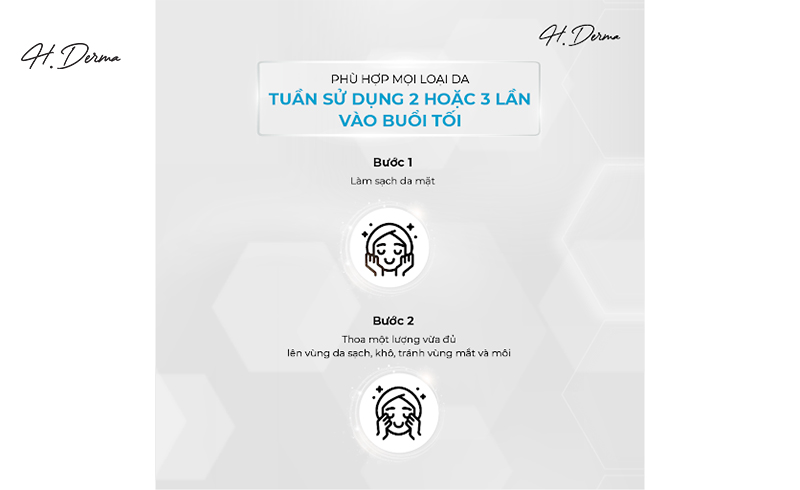 H. Derma
H. Derma
PHÙ HỢP MỌI LOẠI DA
TUẦN SỬ DỤNG 2 HOẶC 3 LẦN
VÀO BUỔI TỐI
Bước 1
Làm sạch da mặt
Bước 2
Thoa một lượng vừa đủ
lên vùng da sạch, khô, tránh vùng mắt và môi